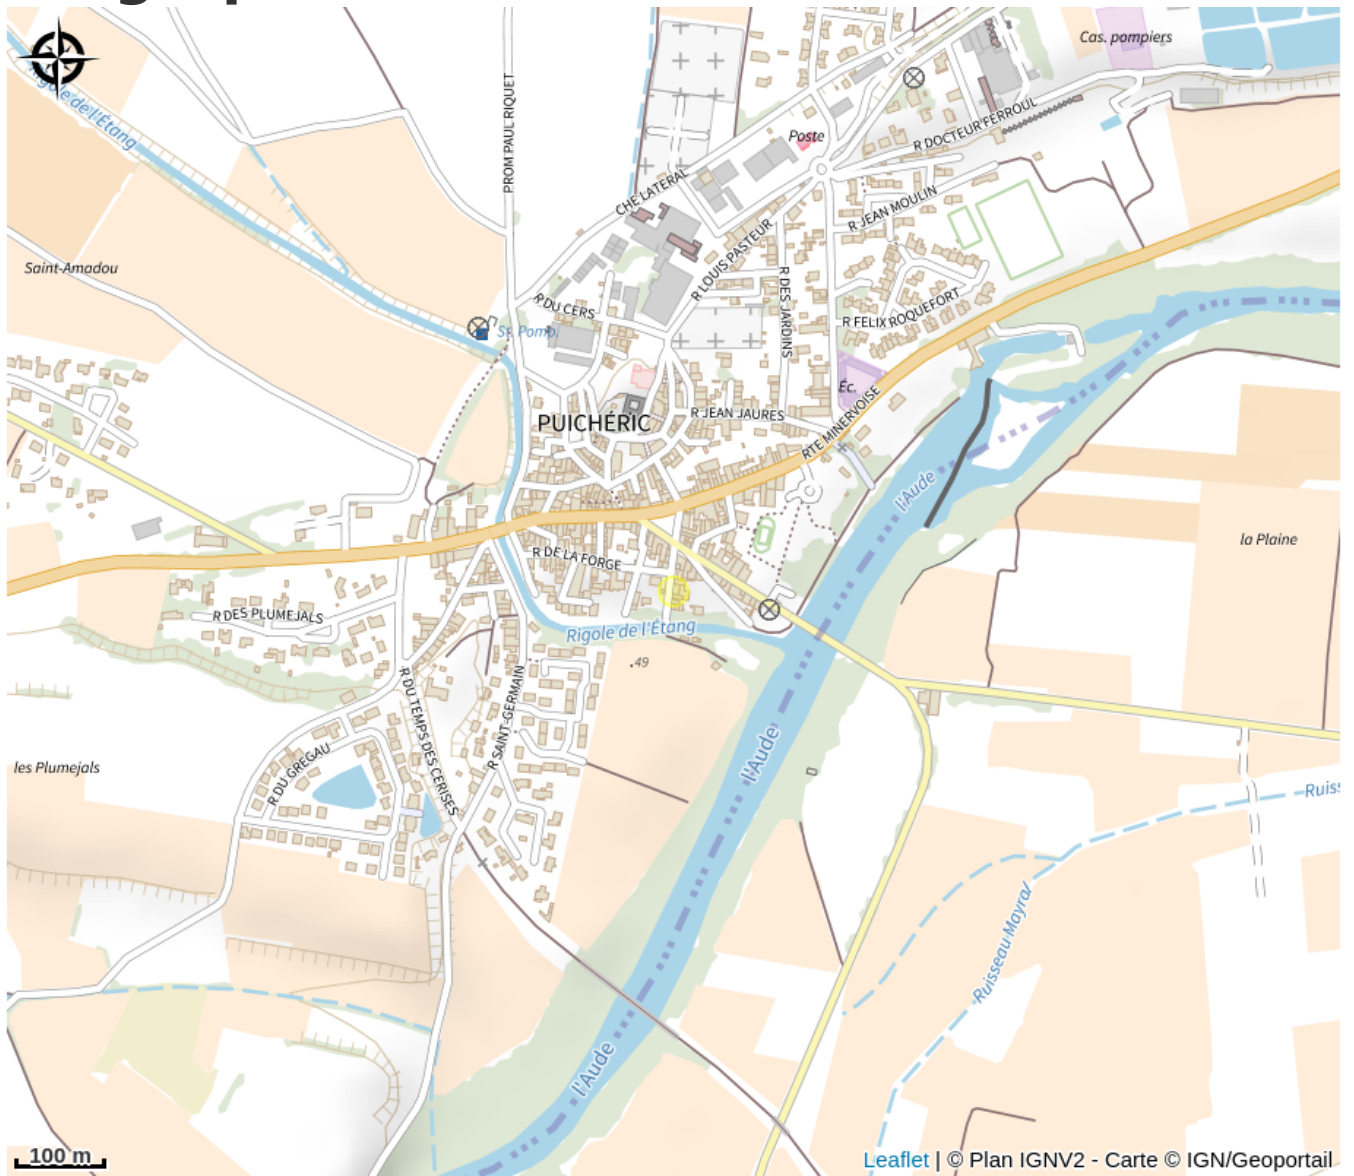 Cas. pompiers
Rigole de l'Étang
PROM PAUL RIQUET
Poste
R DOCTEUR FERROUL
CHE LATERAL
R JEAN MOULIN
Saint-Amadou
R LOUIS PASTEUR
R DES JARDINS
R DU CERS
R FELIX ROQUEFORT
St. Pomp.
Éc.
PUICHÉRIC
R JEAN JAURES
RTE MINERVOISE
l'Aude
la Plaine
R DE LA FORGE
R DES PLUMEJALS
Rigole de l'Étang
.49
R DU TEMPS DES CERISES
R SAINT-GERMAIN
l'Aude
les Plumejals
R DU GREGAU
Ruiss
Ruisseau Mayral
l'Aude
100 m
Leaflet | © Plan IGNV2 - Carte © IGN/Geoportail